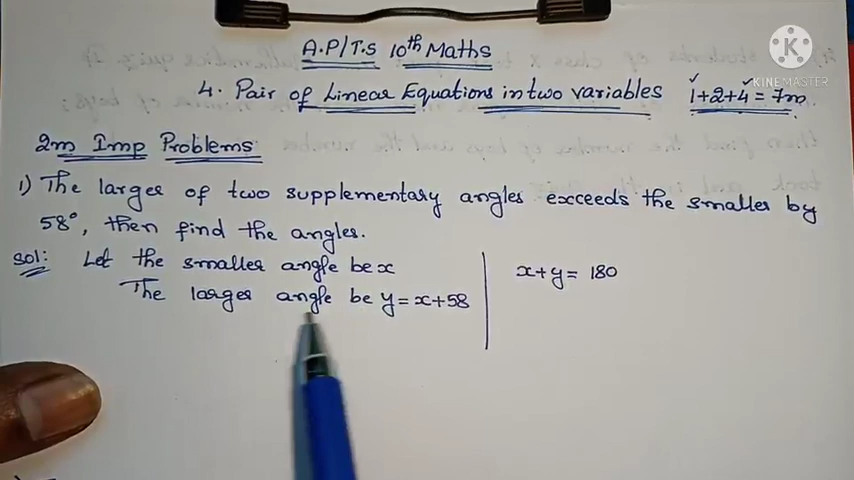 A.P/T.S 10th Maths
KINEMASTER
4. Pair of Linear Equations in two variables 1+2+4 = 7m
2m Imp Problems
1) The larger of two supplementary angles exceeds the smaller by
58°, then find the angles.
Sol: Let the smaller angle be x
The larger angle be y = x+58
x+y = 180